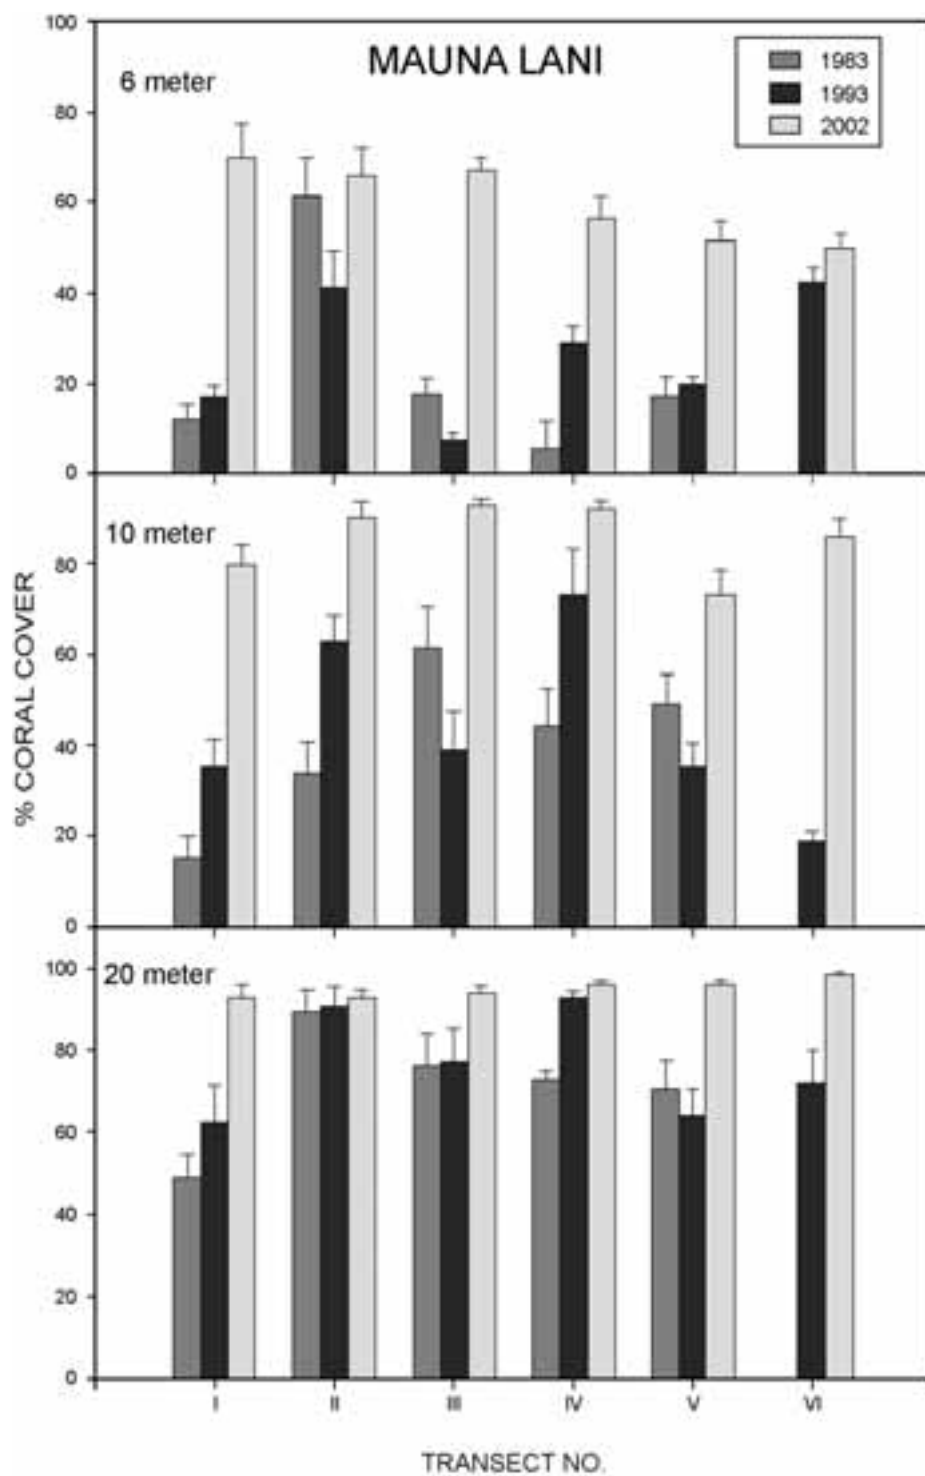 MAUNA LANI
1983
1993
2002
6 meter
100
80
60
40
20
0
10 meter
80
60
40
20
0
20 meter
100
80
60
40
20
0
% CORAL COVER
I II III IV V VI
TRANSECT NO.